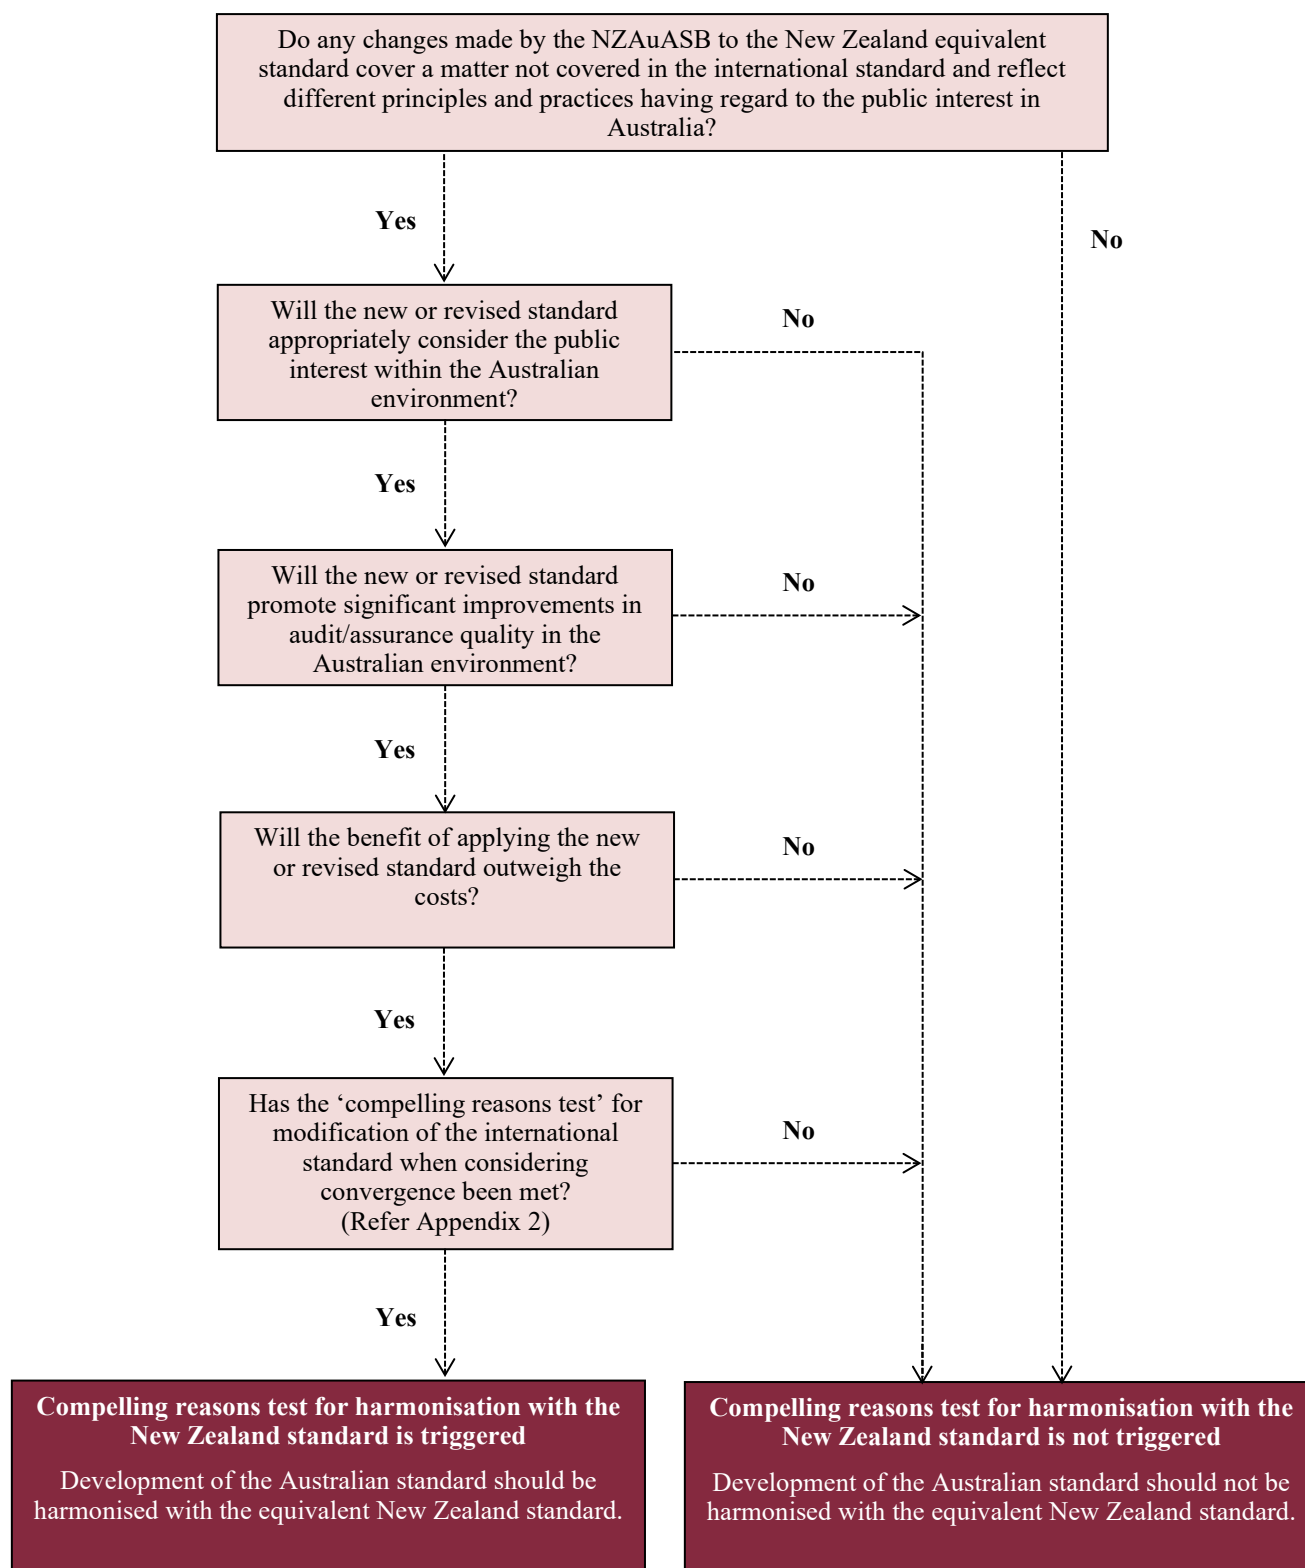 Do any changes made by the NZAuASB to the New Zealand equivalent
standard cover a matter not covered in the international standard and reflect
different principles and practices having regard to the public interest in
Australia?
Yes
No
Will the new or revised standard
appropriately consider the public
interest within the Australian
environment?
No
Yes
Will the new or revised standard
promote significant improvements in
audit/assurance quality in the
Australian environment?
No
Yes
Will the benefit of applying the new
or revised standard outweigh the
costs?
No
Yes
Has the ‘compelling reasons test’ for
modification of the international
standard when considering
convergence been met?
(Refer Appendix 2)
No
Yes
Compelling reasons test for harmonisation with the
New Zealand standard is triggered
Development of the Australian standard should be
harmonised with the equivalent New Zealand standard.
Compelling reasons test for harmonisation with the
New Zealand standard is not triggered
Development of the Australian standard should not be
harmonised with the equivalent New Zealand standard.